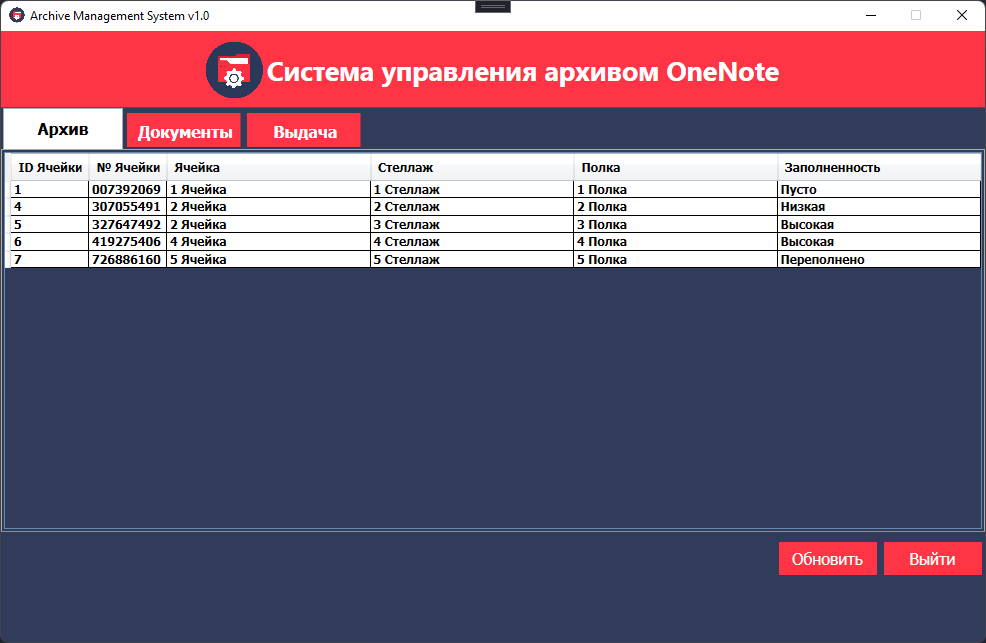 Archive Management System v1.0
Система управления архивом OneNote
Архив Документы Выдача
ID Ячейки № Ячейки Ячейка Стеллаж Полка Заполненность
1 007392069 1 Ячейка 1 Стеллаж 1 Полка Пусто
4 307055491 2 Ячейка 2 Стеллаж 2 Полка Низкая
5 327647492 2 Ячейка 3 Стеллаж 3 Полка Высокая
6 419275406 4 Ячейка 4 Стеллаж 4 Полка Высокая
7 726886160 5 Ячейка 5 Стеллаж 5 Полка Переполнено
Обновить Выйти